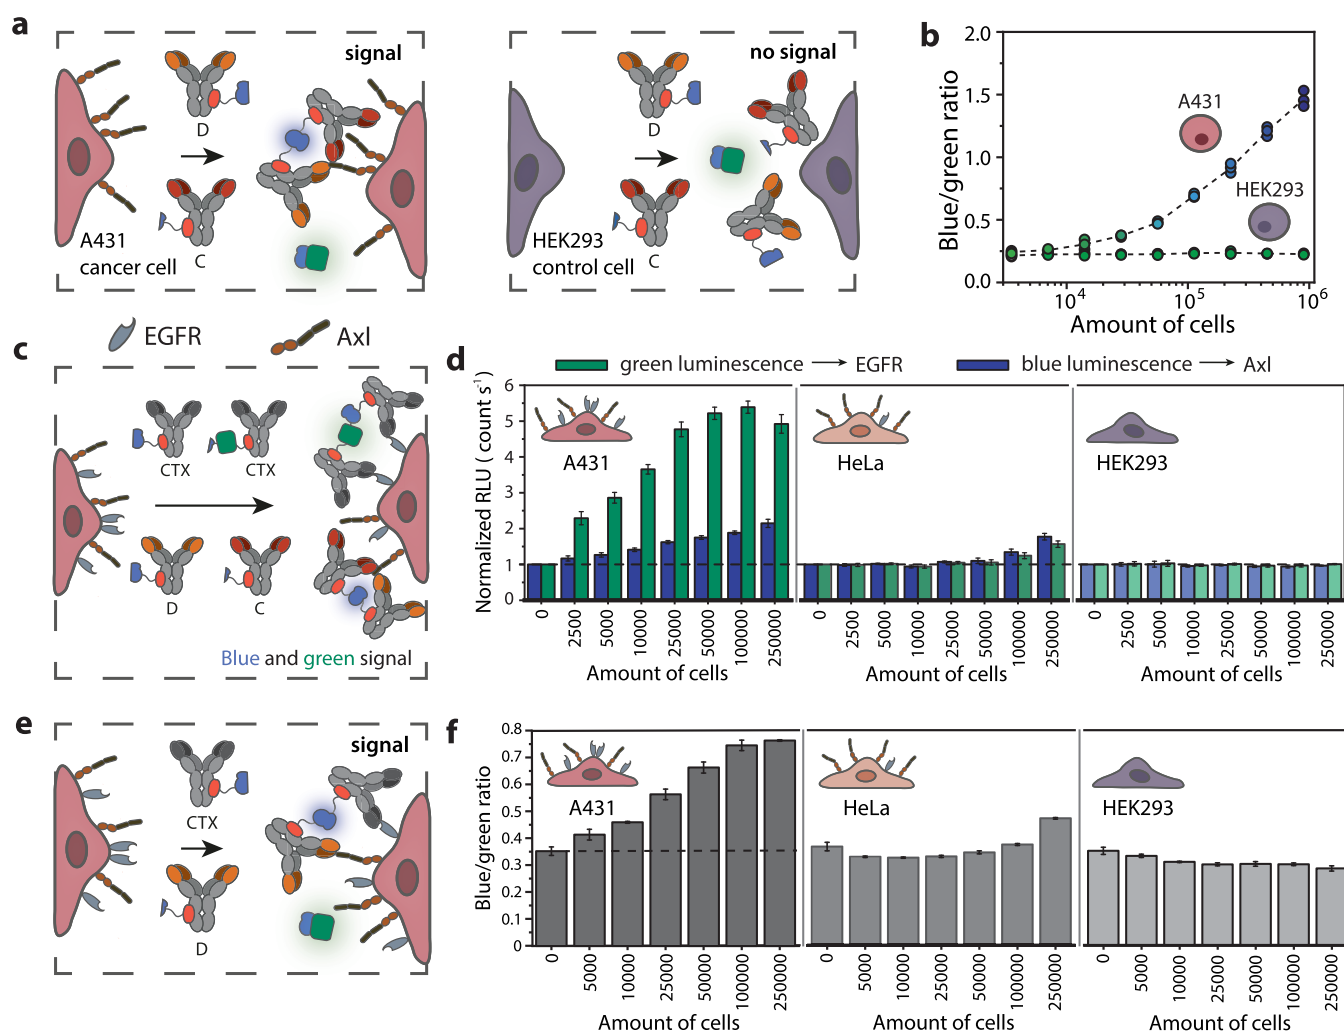 a
signal
D
A431
cancer cell
C
no signal
D
HEK293
control cell
C
b
Blue/green ratio
2.0
1.5
1.0
0.5
0.0
A431
HEK293
10⁴
10⁵
10⁶
Amount of cells
EGFR
Axl
c
CTX
CTX
D
C
Blue and green signal
d
green luminescence → EGFR
blue luminescence → Axl
Normalized RLU ( count s⁻¹)
6
5
4
3
2
1
0
A431
HeLa
HEK293
0 2500 5000 10000 25000 50000 100000 250000
0 2500 5000 10000 25000 50000 100000 250000
0 2500 5000 10000 25000 50000 100000 250000
Amount of cells
Amount of cells
Amount of cells
e
signal
CTX
D
f
Blue/green ratio
0.8
0.7
0.6
0.5
0.4
0.3
0.2
0.1
0
A431
HeLa
HEK293
0 5000 10000 25000 50000 100000 250000
0 5000 10000 25000 50000 100000 250000
0 5000 10000 25000 50000 100000 250000
Amount of cells
Amount of cells
Amount of cells